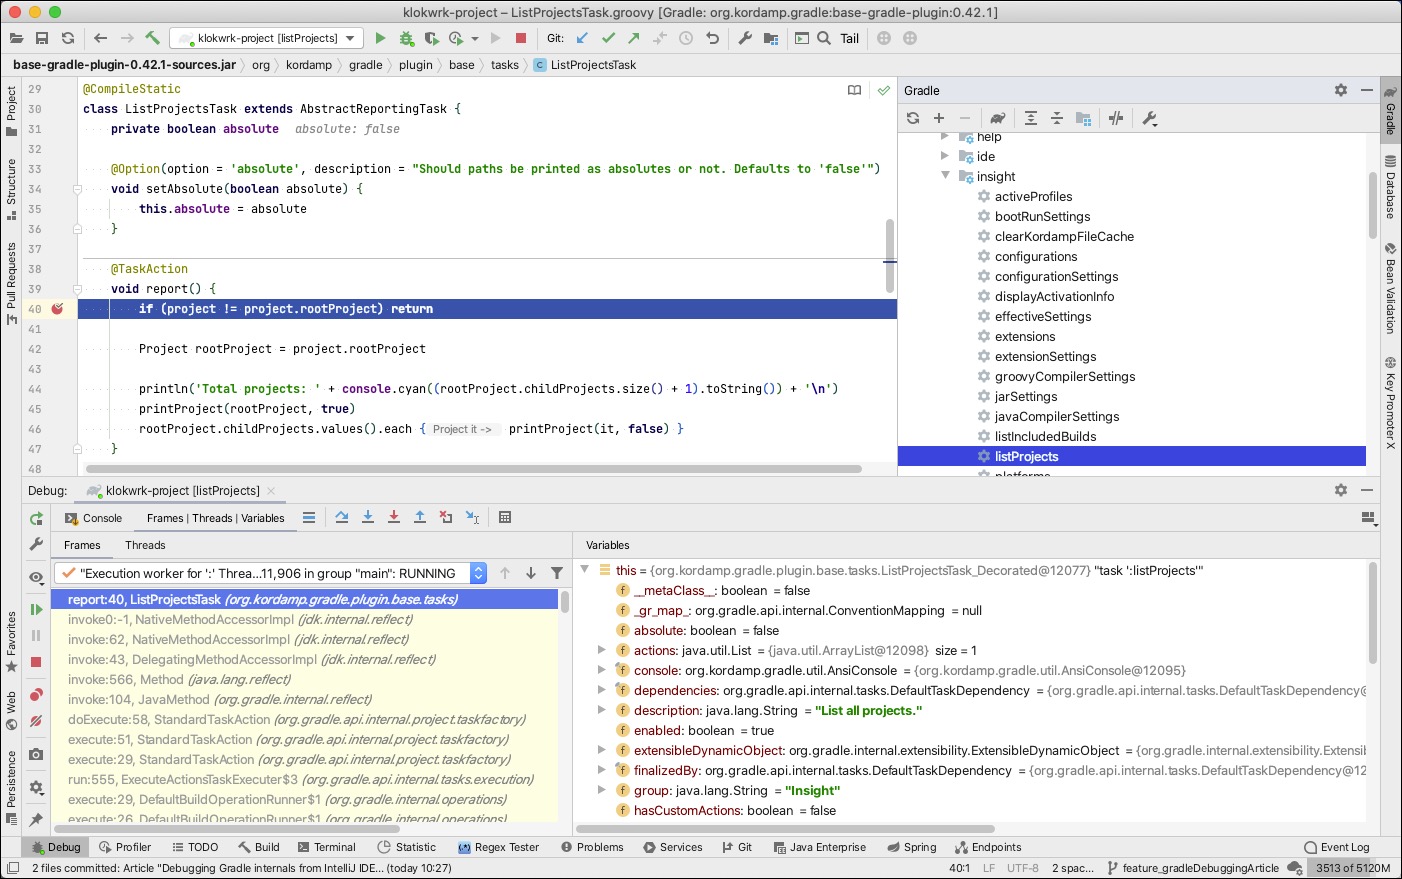 klokwrk-project – ListProjectsTask.groovy [Gradle: org.kordamp.gradle:base-gradle-plugin:0.42.1]
klokwrk-project [listProjects]
Git:
Tail
base-gradle-plugin-0.42.1-sources.jar
org
kordamp
gradle
plugin
base
tasks
ListProjectsTask
Project
Structure
Pull Requests
Favorites
Web
Persistence
29 @CompileStatic
30 class ListProjectsTask extends AbstractReportingTask {
31 private boolean absolute absolute: false
32
33 @Option(option = 'absolute', description = "Should paths be printed as absolutes or not. Defaults to 'false'")
34 void setAbsolute(boolean absolute) {
35 this.absolute = absolute
36 }
37
38 @TaskAction
39 void report() {
40 if (project != project.rootProject) return
41
42 Project rootProject = project.rootProject
43
44 println('Total projects: ' + console.cyan((rootProject.childProjects.size() + 1).toString()) + '\n')
45 printProject(rootProject, true)
46 rootProject.childProjects.values().each { Project it -> printProject(it, false) }
47 }
48
Gradle
help
ide
insight
activeProfiles
bootRunSettings
clearKordampFileCache
configurations
configurationSettings
displayActivationInfo
effectiveSettings
extensions
extensionSettings
groovyCompilerSettings
jarSettings
javaCompilerSettings
listIncludedBuilds
listProjects
platforms
Gradle
Database
Bean Validation
Key Promoter X
Debug:
klokwrk-project [listProjects]
Console
Frames | Threads | Variables
Frames
Threads
"Execution worker for ':' Threa...11,906 in group "main": RUNNING
report:40, ListProjectsTask (org.kordamp.gradle.plugin.base.tasks)
invoke0:-1, NativeMethodAccessorImpl (jdk.internal.reflect)
invoke:62, NativeMethodAccessorImpl (jdk.internal.reflect)
invoke:43, DelegatingMethodAccessorImpl (jdk.internal.reflect)
invoke:566, Method (java.lang.reflect)
invoke:104, JavaMethod (org.gradle.internal.reflect)
doExecute:58, StandardTaskAction (org.gradle.api.internal.project.taskfactory)
execute:51, StandardTaskAction (org.gradle.api.internal.project.taskfactory)
execute:29, StandardTaskAction (org.gradle.api.internal.project.taskfactory)
run:555, ExecuteActionsTaskExecuter$3 (org.gradle.api.internal.tasks.execution)
execute:29, DefaultBuildOperationRunner$1 (org.gradle.internal.operations)
execute:26, DefaultBuildOperationRunner$1 (org.gradle.internal.operations)
Variables
this = {org.kordamp.gradle.plugin.base.tasks.ListProjectsTask_Decorated@12077} "task ':listProjects'"
__metaClass__: boolean = false
_gr_map_: org.gradle.api.internal.ConventionMapping = null
absolute: boolean = false
actions: java.util.List = {java.util.ArrayList@12098} size = 1
console: org.kordamp.gradle.util.AnsiConsole = {org.kordamp.gradle.util.AnsiConsole@12095}
dependencies: org.gradle.api.internal.tasks.DefaultTaskDependency = {org.gradle.api.internal.tasks.DefaultTaskDependency@
description: java.lang.String = "List all projects."
enabled: boolean = true
extensibleDynamicObject: org.gradle.internal.extensibility.ExtensibleDynamicObject = {org.gradle.internal.extensibility.Extensib
finalizedBy: org.gradle.api.internal.tasks.DefaultTaskDependency = {org.gradle.api.internal.tasks.DefaultTaskDependency@12
group: java.lang.String = "Insight"
hasCustomActions: boolean = false
Debug
Profiler
TODO
Build
Terminal
Statistic
Regex Tester
Problems
Services
Git
Java Enterprise
Spring
Endpoints
Event Log
2 files committed: Article "Debugging Gradle internals from IntelliJ IDE... (today 10:27)
40:1
LF
UTF-8
2 spac...
feature_gradleDebuggingArticle
3513 of 5120M